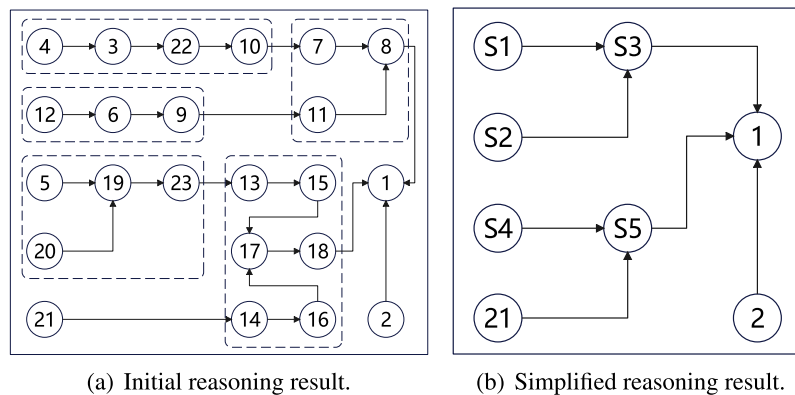 4 3 22 10 7 8
12 6 9 11
5 19 23 13 15 1
20 17 18
21 14 16 2
S1 S3
S2 1
S4 S5
21 2
(a) Initial reasoning result.
(b) Simplified reasoning result.